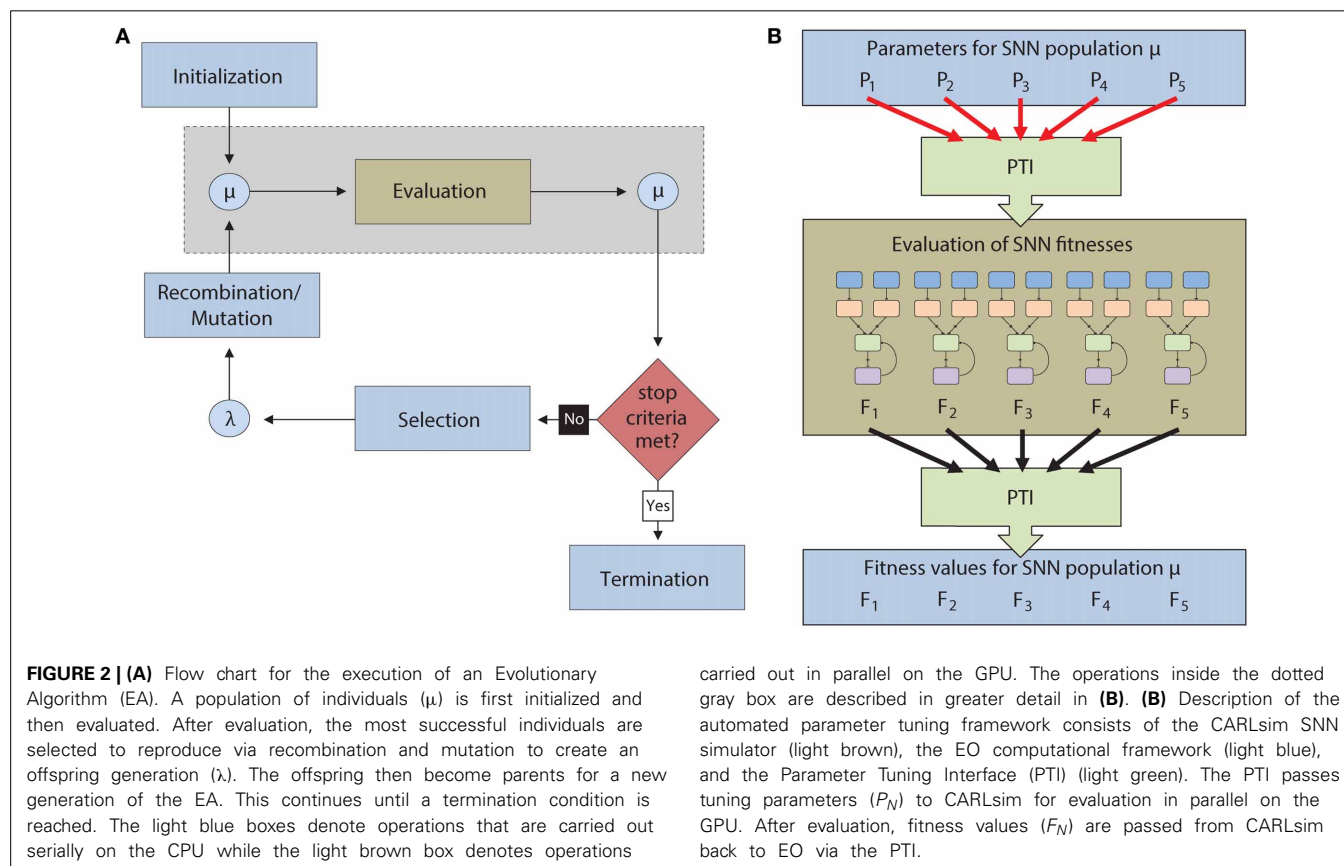 A
Initialization
μ
Evaluation
μ
Recombination/
Mutation
λ
Selection
No
stop
criteria
met?
Yes
Termination
B
Parameters for SNN population μ
P1 P2 P3 P4 P5
PTI
Evaluation of SNN fitnesses
F1 F2 F3 F4 F5
PTI
Fitness values for SNN population μ
F1 F2 F3 F4 F5
FIGURE 2 | (A) Flow chart for the execution of an Evolutionary
Algorithm (EA). A population of individuals (μ) is first initialized and
then evaluated. After evaluation, the most successful individuals are
selected to reproduce via recombination and mutation to create an
offspring generation (λ). The offspring then become parents for a new
generation of the EA. This continues until a termination condition is
reached. The light blue boxes denote operations that are carried out
serially on the CPU while the light brown box denotes operations
carried out in parallel on the GPU. The operations inside the dotted
gray box are described in greater detail in (B). (B) Description of the
automated parameter tuning framework consists of the CARLsim SNN
simulator (light brown), the EO computational framework (light blue),
and the Parameter Tuning Interface (PTI) (light green). The PTI passes
tuning parameters (PN) to CARLsim for evaluation in parallel on the
GPU. After evaluation, fitness values (FN) are passed from CARLsim
back to EO via the PTI.